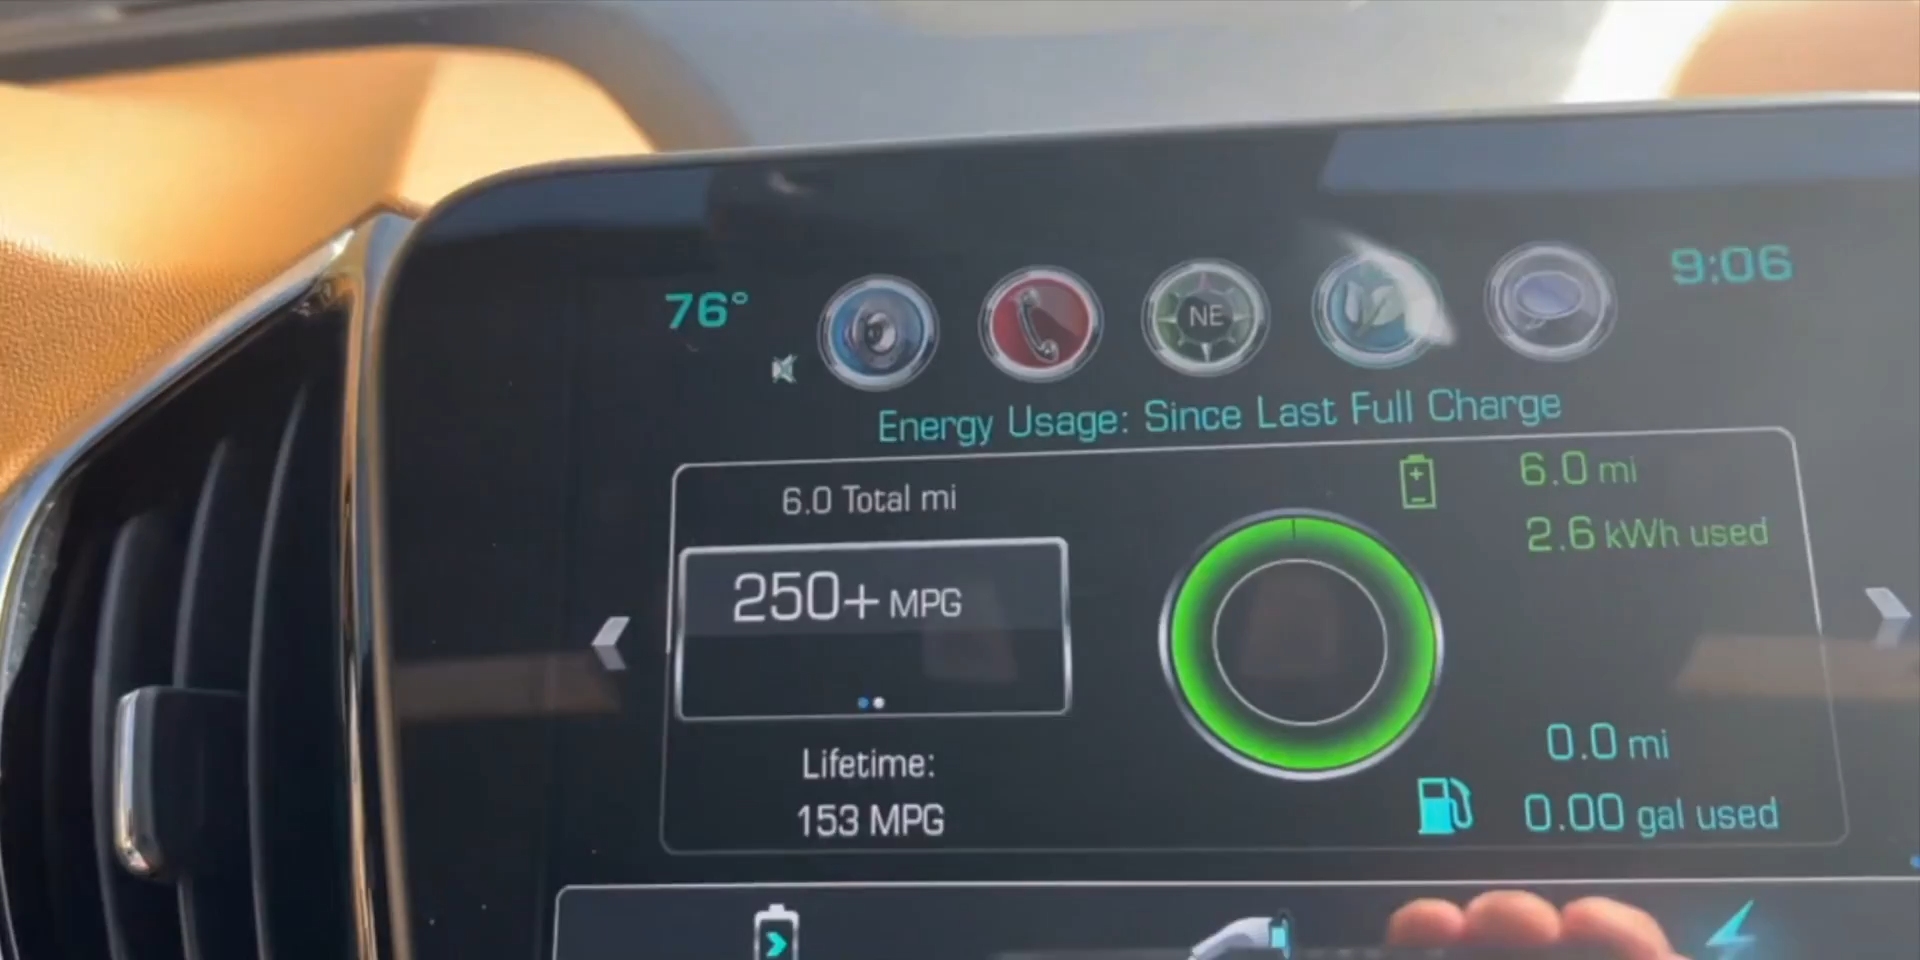 76°
NE
9:06
Energy Usage: Since Last Full Charge
6.0 Total mi
250+ MPG
Lifetime:
153 MPG
6.0 mi
2.6 kWh used
0.0 mi
0.00 gal used